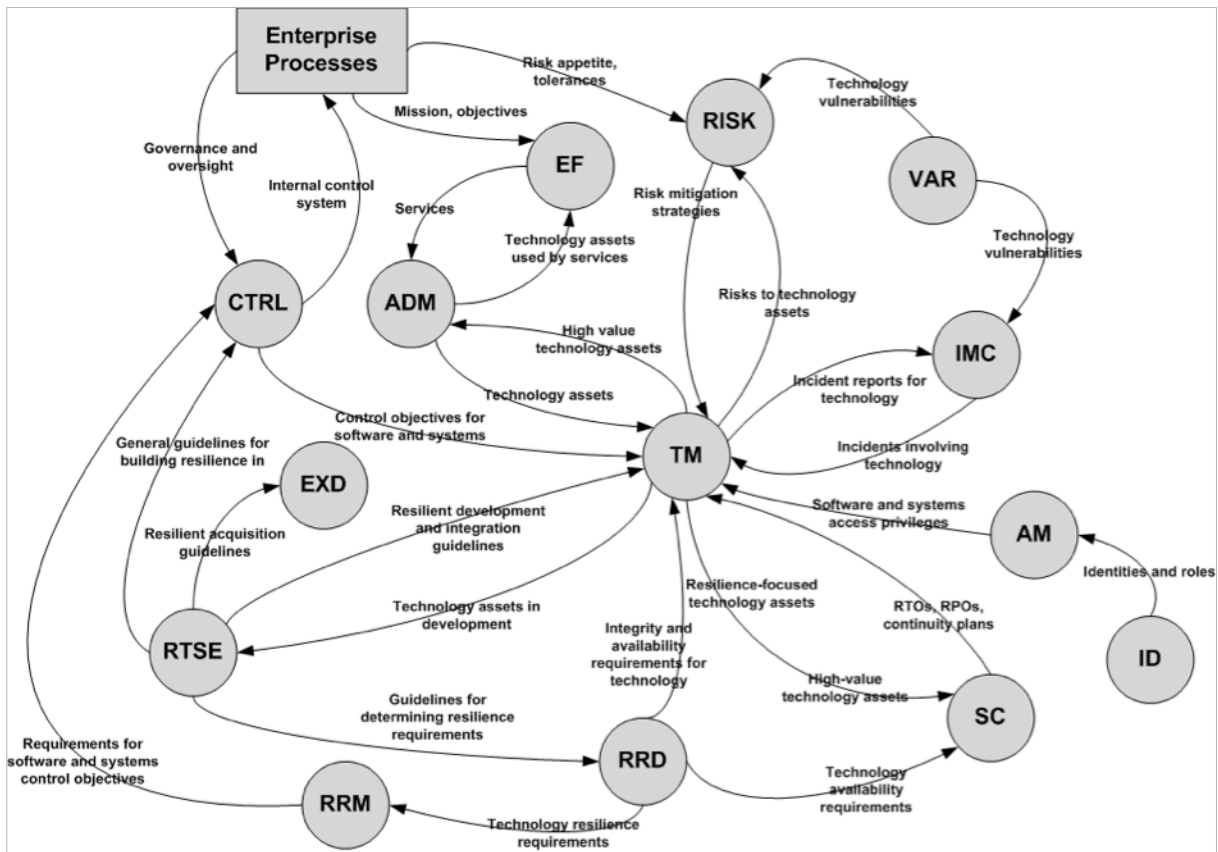 Enterprise
Processes
Risk appetite,
tolerances
Technology
vulnerabilities
Mission, objectives
RISK
EF
VAR
Governance and
oversight
Internal control
system
Risk mitigation
strategies
Services
Technology assets
used by services
Technology
vulnerabilities
CTRL
ADM
Risks to technology
assets
High value
technology assets
IMC
Technology assets
Incident reports for
technology
Control objectives for
software and systems
General guidelines for
building resilience in
TM
Incidents involving
technology
EXD
Resilient development
and integration
guidelines
Software and systems
access privileges
AM
Resilient acquisition
guidelines
Identities and roles
Resilience-focused
technology assets
Technology assets in
development
RTOs, RPOs,
continuity plans
Integrity and
availability
requirements for
technology
RTSE
ID
High-value
technology assets
Guidelines for
determining resilience
requirements
SC
Requirements for
software and systems
control objectives
RRD
Technology
availability
requirements
RRM
Technology resilience
requirements